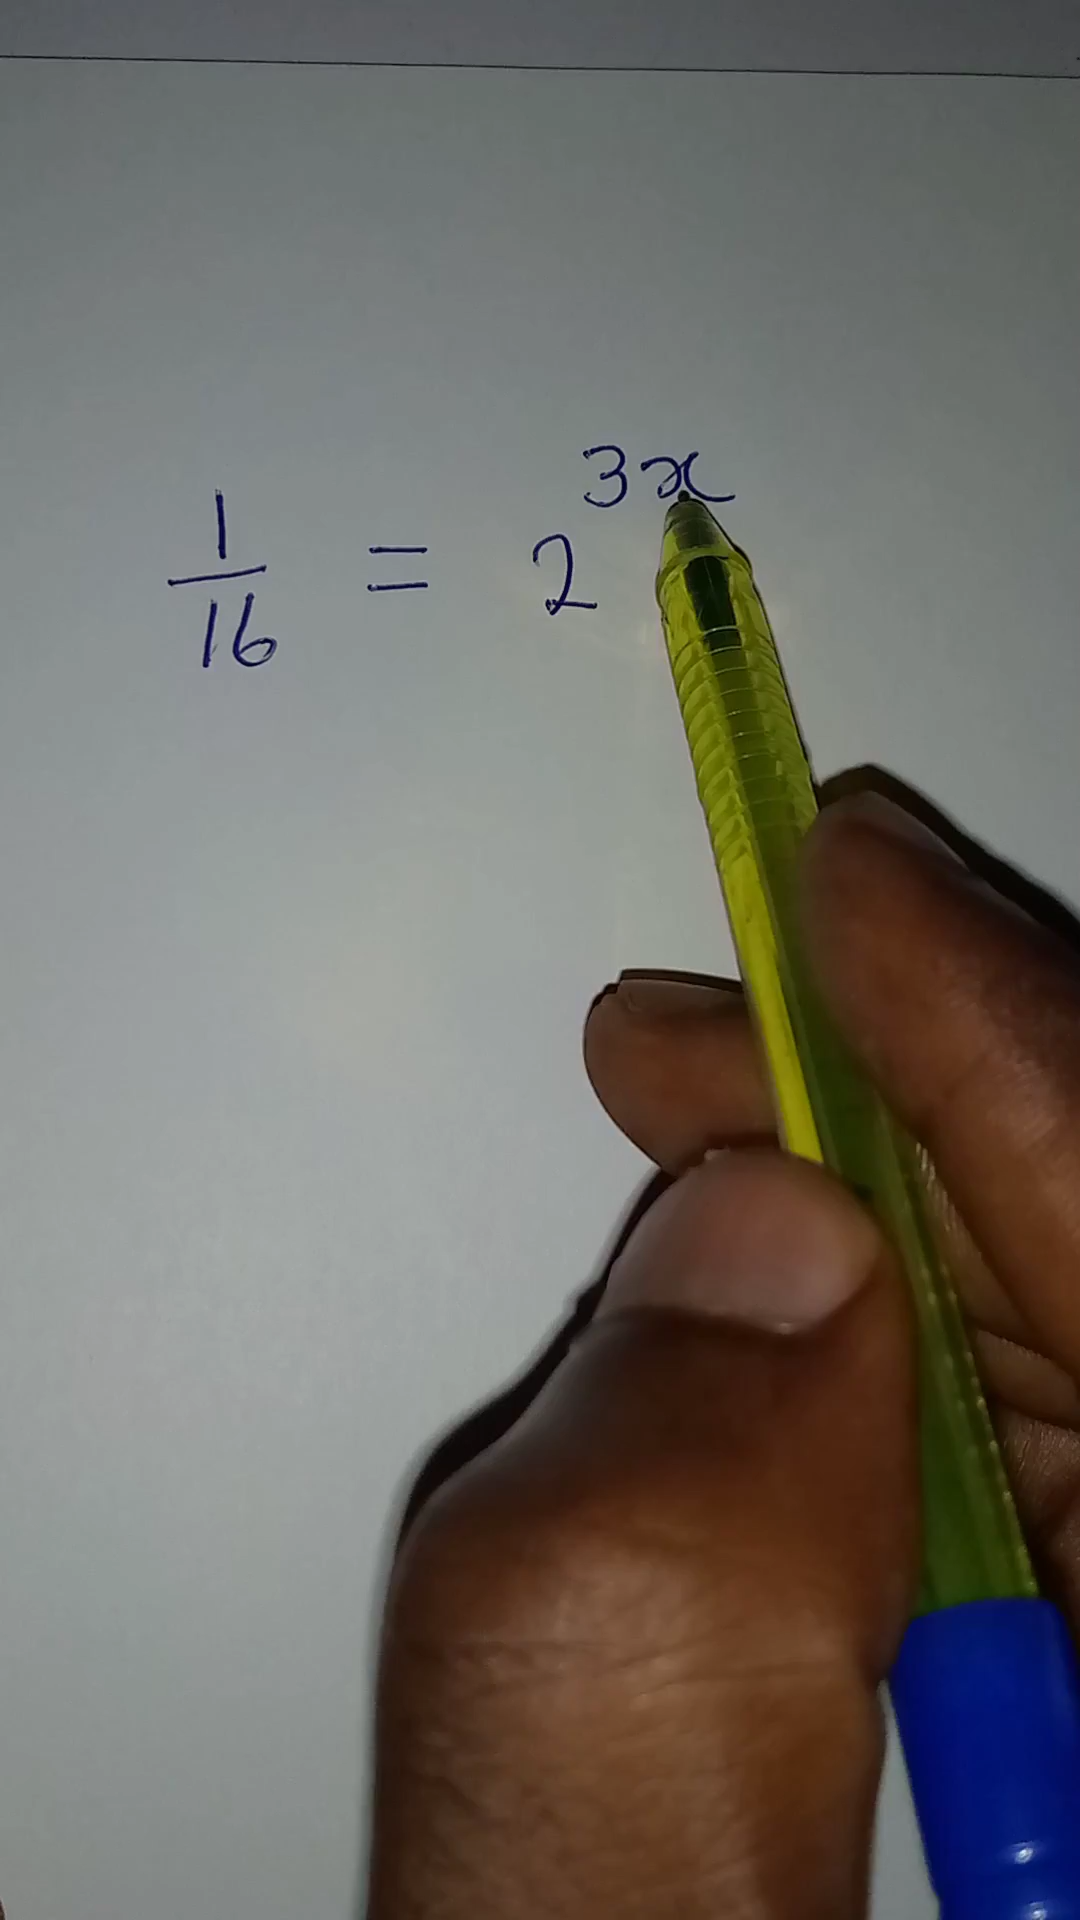 1/16 = 2^{3x}